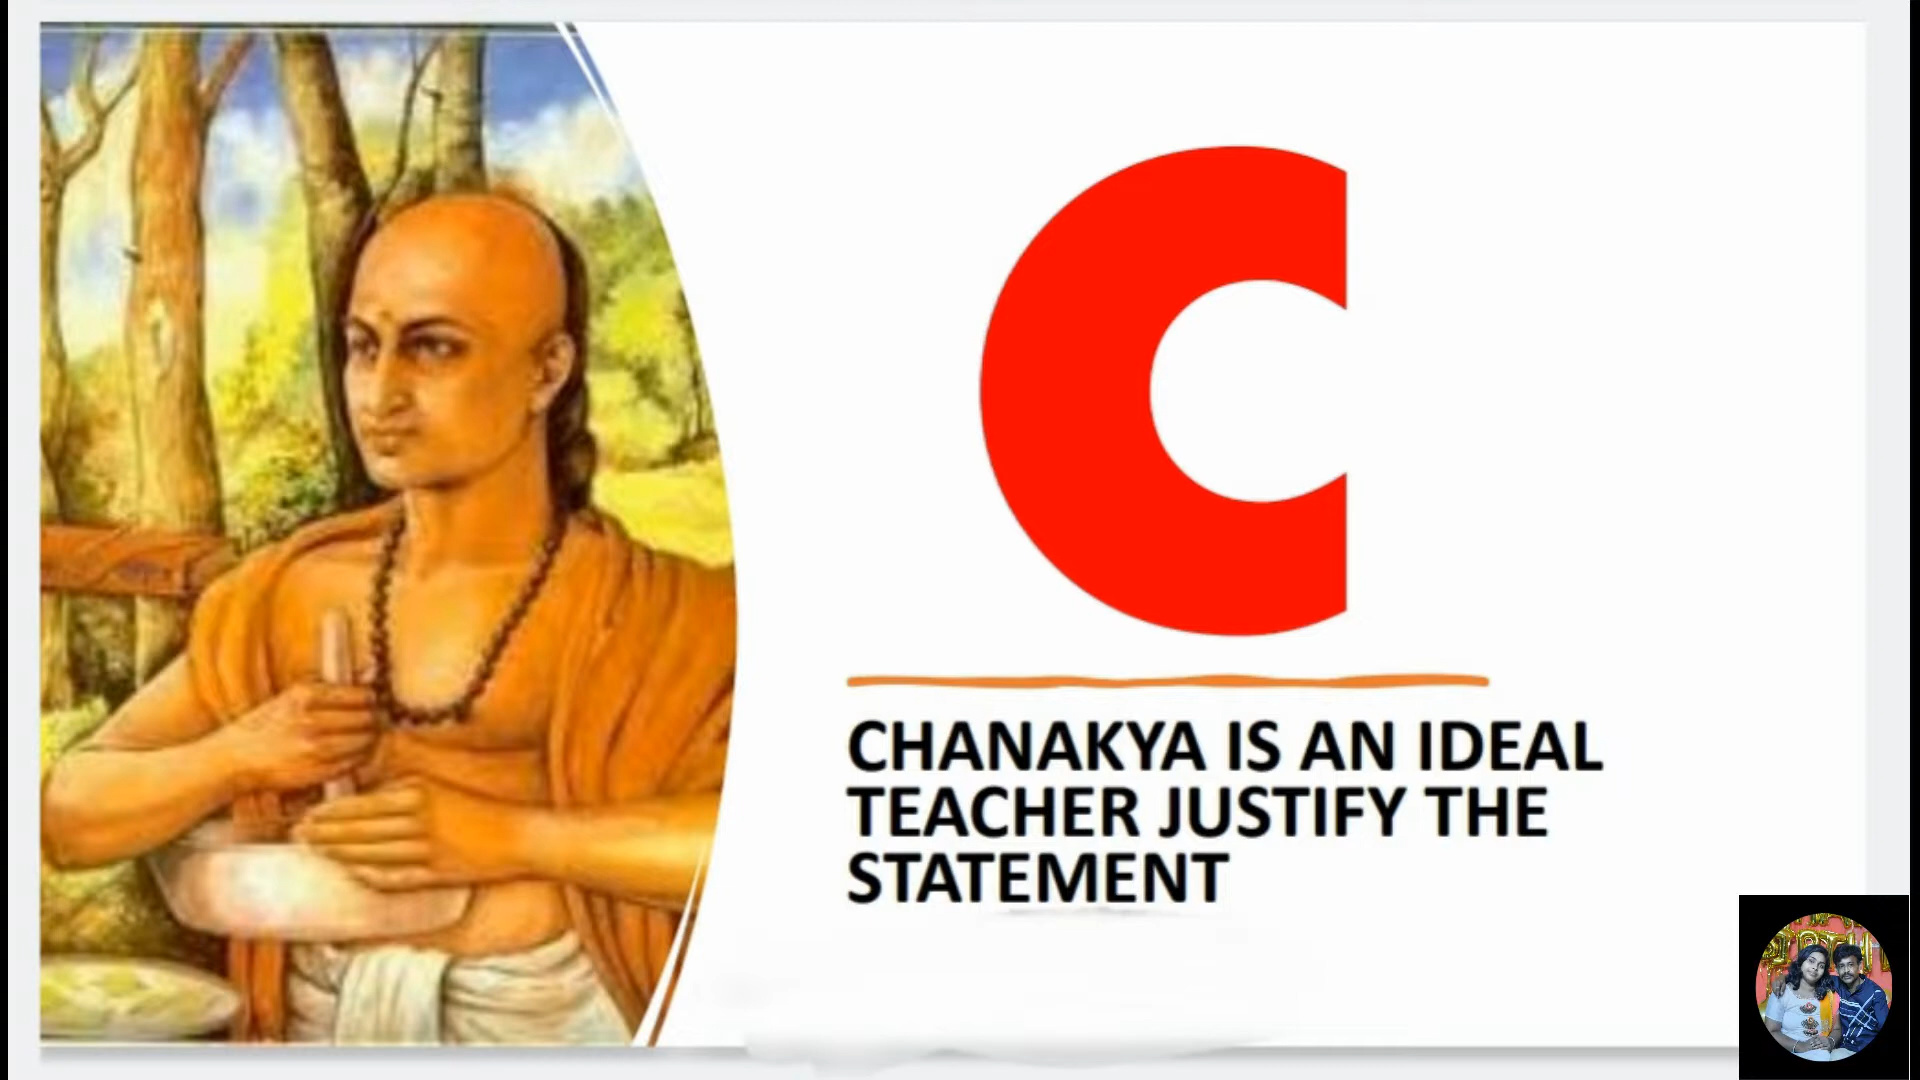 C
CHANAKYA IS AN IDEAL
TEACHER JUSTIFY THE
STATEMENT